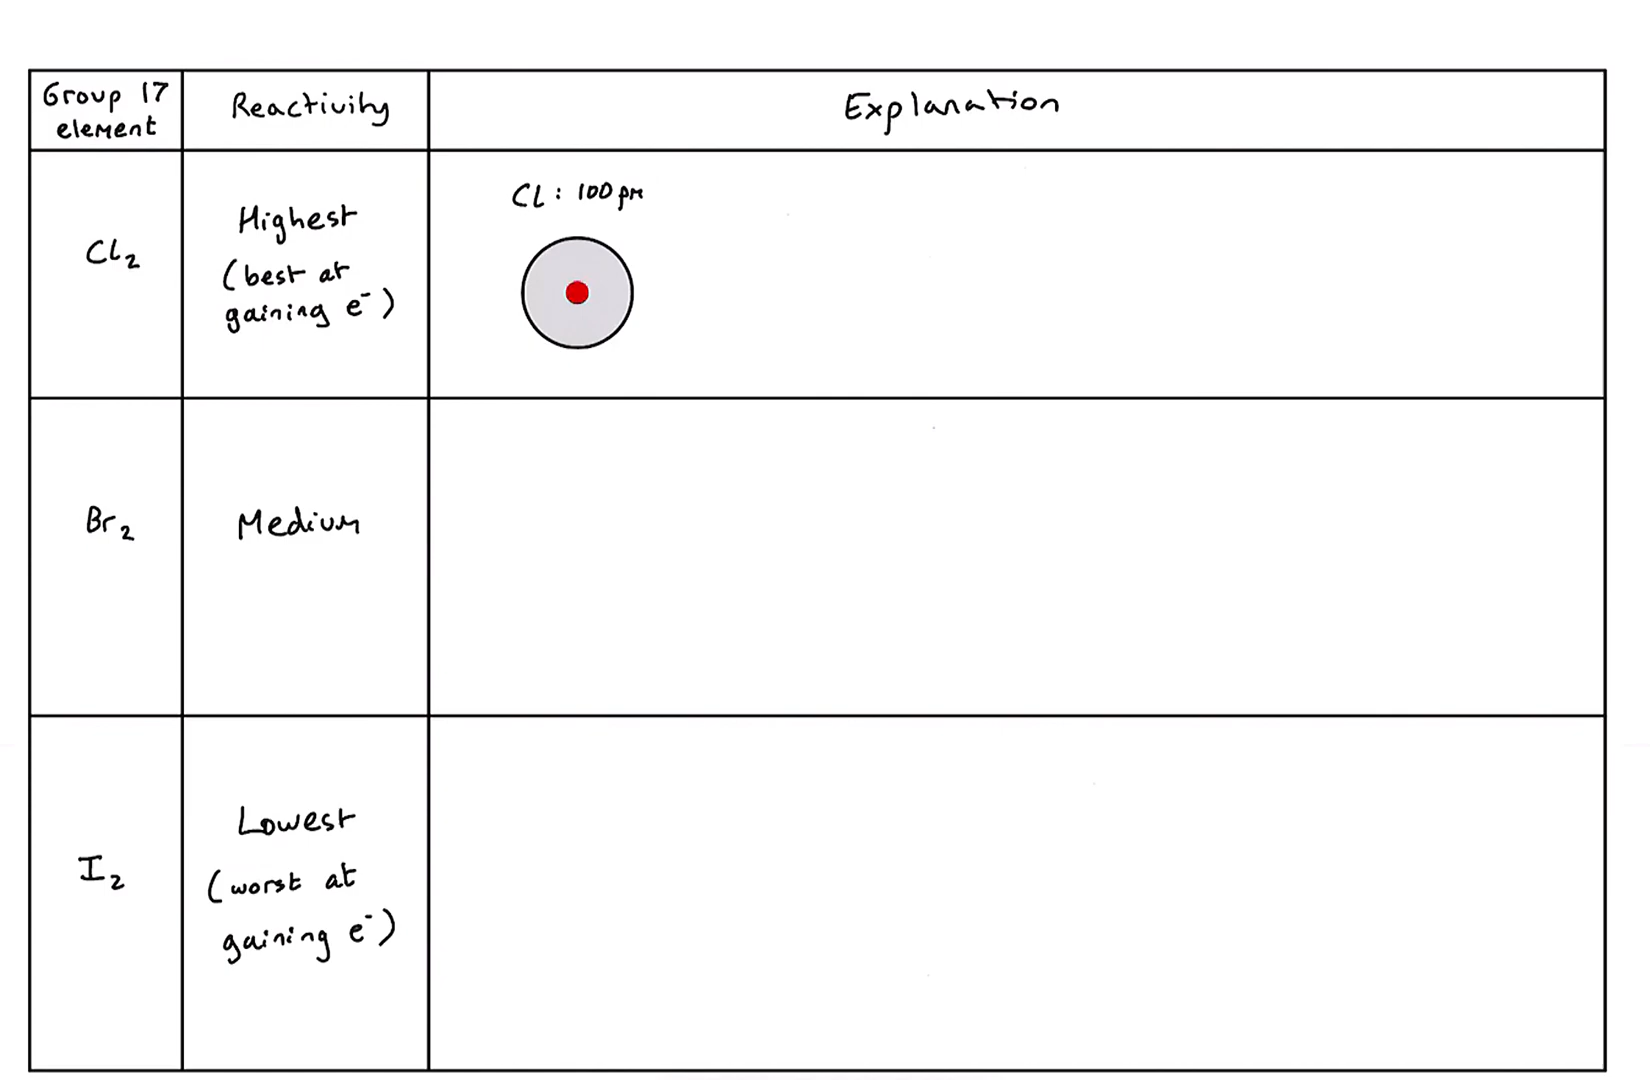 Group 17
element
Reactivity
Explanation
Cl₂
Highest
(best at
gaining e⁻)
Cl: 100 pm
Br₂
Medium
I₂
Lowest
(worst at
gaining e⁻)